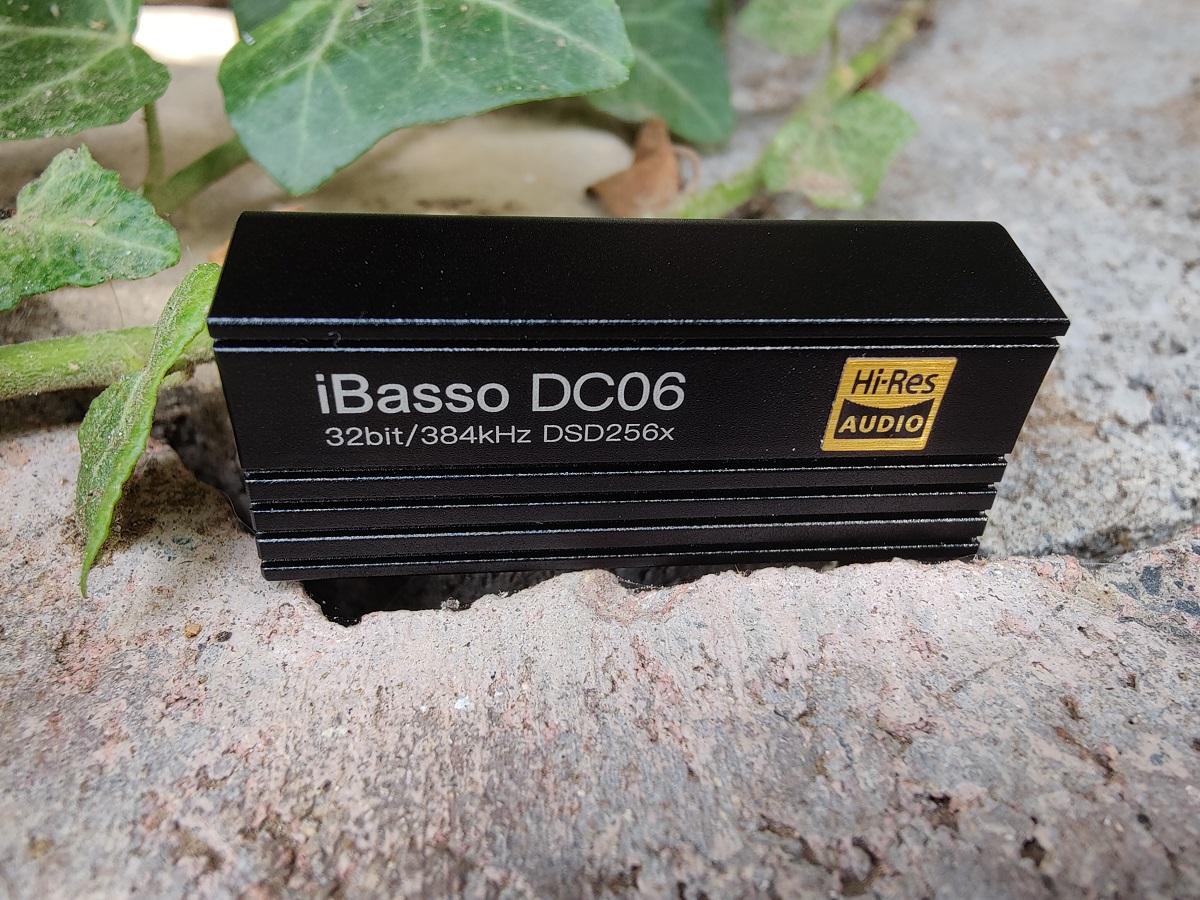 iBasso DC06
32bit/384kHz DSD256x
Hi-Res
AUDIO